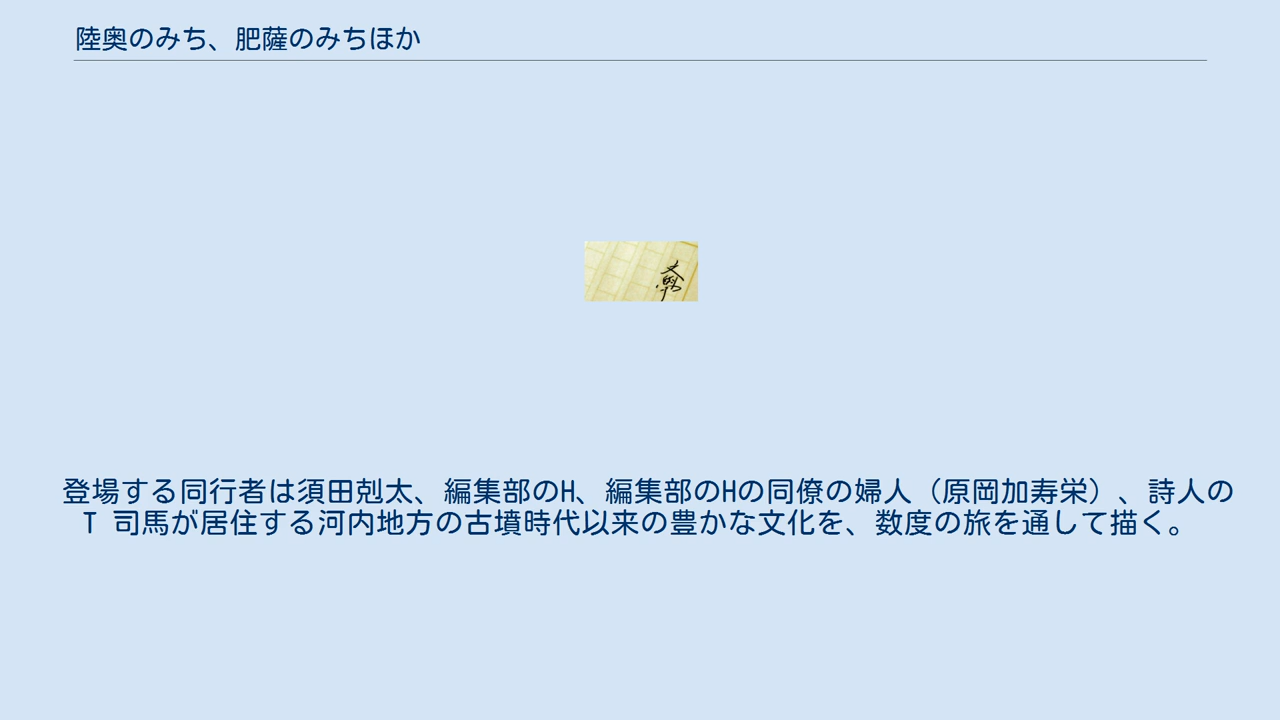 陸奥のみち、肥薩のみちほか
登場する同行者は須田剋太、編集部のH、編集部のHの同僚の婦人（原岡加寿栄）、詩人の
T 司馬が居住する河内地方の古墳時代以来の豊かな文化を、数度の旅を通して描く。